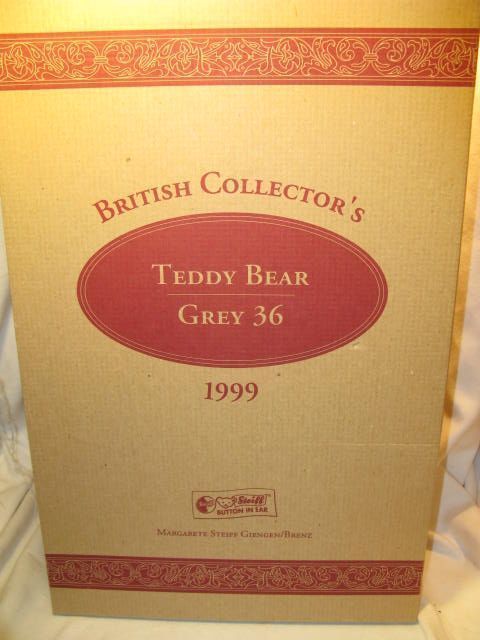 BRITISH COLLECTOR'S
TEDDY BEAR
GREY 36
1999
Steiff
BUTTON IN EAR
MARGARETE STEIFF GIENGEN/BRENZ